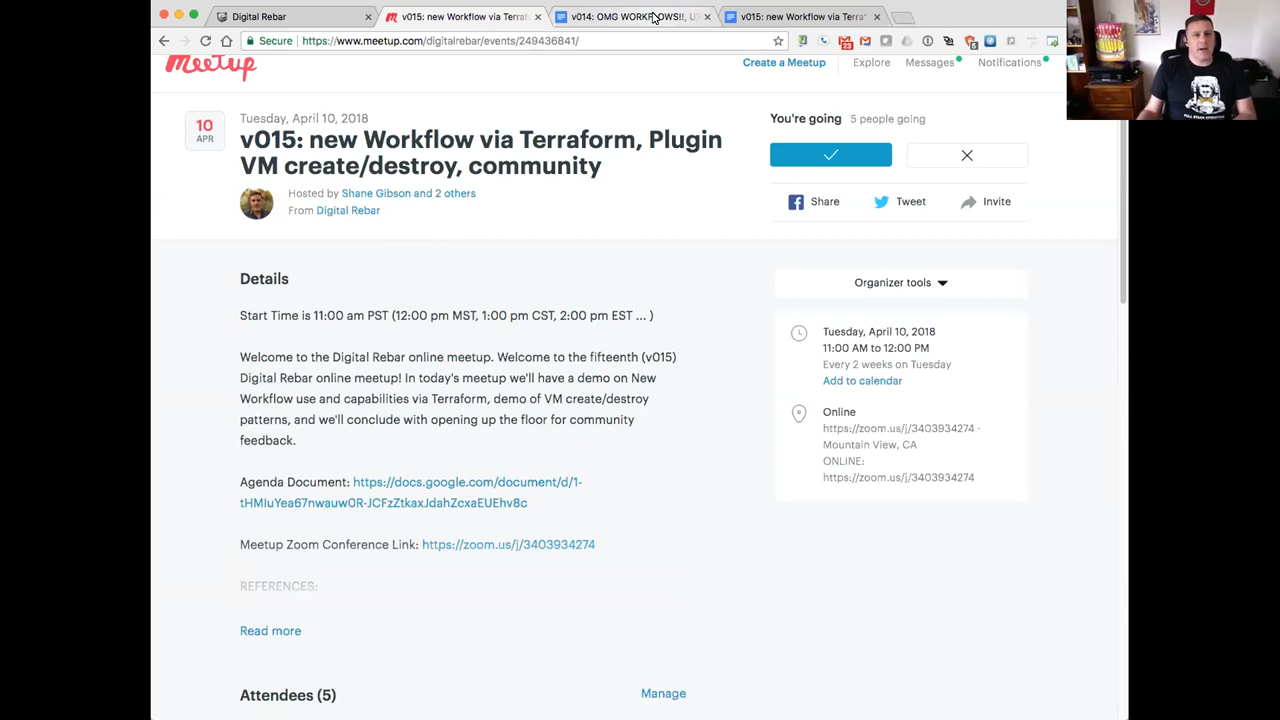 Digital Rebar
v015: new Workflow via Terraf
v014: OMG WORKFLOWS!!, U
v015: new Workflow via Terra
Secure
https://www.meetup.com/digitalrebar/events/249436841/
23
Meetup
Create a Meetup
Explore
Messages
Notifications
10
APR
Tuesday, April 10, 2018
v015: new Workflow via Terraform, Plugin
VM create/destroy, community
Hosted by Shane Gibson and 2 others
From Digital Rebar
You're going
5 people going
Share
Tweet
Invite
Details
Start Time is 11:00 am PST (12:00 pm MST, 1:00 pm CST, 2:00 pm EST ... )
Welcome to the Digital Rebar online meetup. Welcome to the fifteenth (v015)
Digital Rebar online meetup! In today's meetup we'll have a demo on New
Workflow use and capabilities via Terraform, demo of VM create/destroy
patterns, and we'll conclude with opening up the floor for community
feedback.
Agenda Document: https://docs.google.com/document/d/1-
tHMIuYea67nwauw0R-JCFzZtkaxJdahZcxaEUEhv8c
Meetup Zoom Conference Link: https://zoom.us/j/3403934274
REFERENCES:
Read more
Attendees (5)
Manage
Organizer tools
Tuesday, April 10, 2018
11:00 AM to 12:00 PM
Every 2 weeks on Tuesday
Add to calendar
Online
https://zoom.us/j/3403934274 ·
Mountain View, CA
ONLINE:
https://zoom.us/j/3403934274